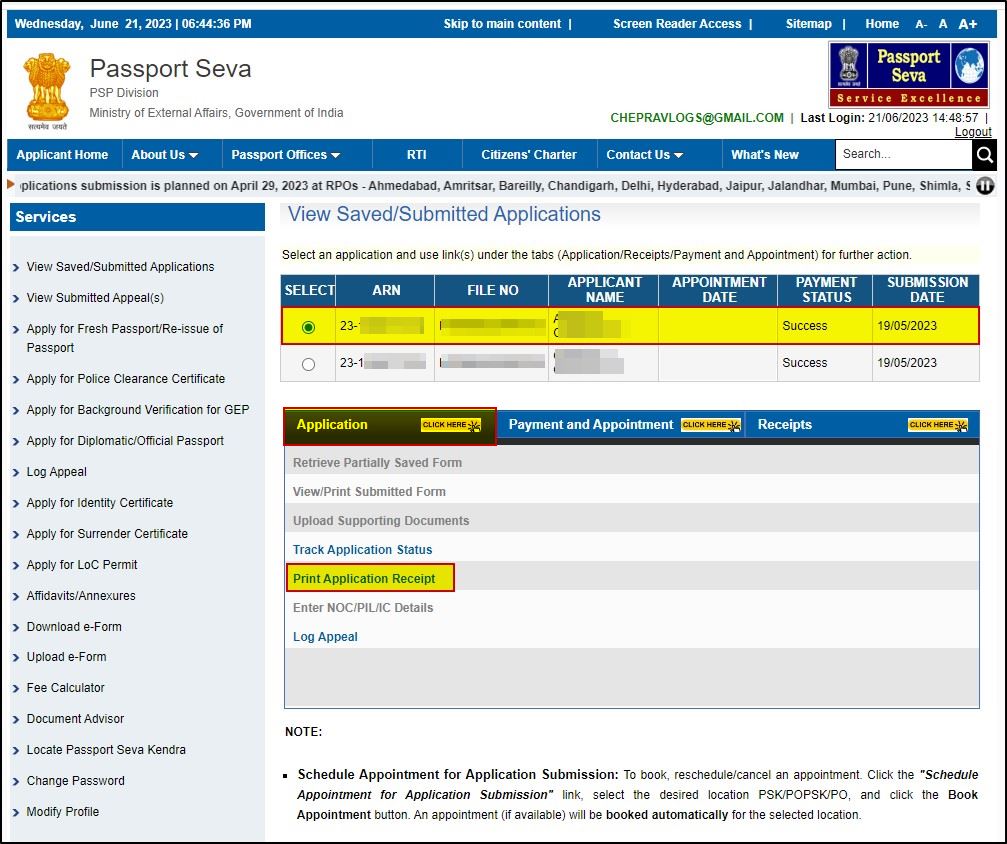 Wednesday, June 21, 2023 | 06:44:36 PM
Skip to main content |
Screen Reader Access |
Sitemap |
Home
A- A A+
Passport Seva
PSP Division
Ministry of External Affairs, Government of India
सत्यमेव जयते
Passport
Seva
Service Excellence
CHEPRAVLOGS@GMAIL.COM | Last Login: 21/06/2023 14:48:57 |
Logout
Applicant Home
About Us
Passport Offices
RTI
Citizens' Charter
Contact Us
What's New
Search...
plications submission is planned on April 29, 2023 at RPOs - Ahmedabad, Amritsar, Bareilly, Chandigarh, Delhi, Hyderabad, Jaipur, Jalandhar, Mumbai, Pune, Shimla, S
Services
View Saved/Submitted Applications
View Submitted Appeal(s)
Apply for Fresh Passport/Re-issue of
Passport
Apply for Police Clearance Certificate
Apply for Background Verification for GEP
Apply for Diplomatic/Official Passport
Log Appeal
Apply for Identity Certificate
Apply for Surrender Certificate
Apply for LoC Permit
Affidavits/Annexures
Download e-Form
Upload e-Form
Fee Calculator
Document Advisor
Locate Passport Seva Kendra
Change Password
Modify Profile
View Saved/Submitted Applications
Select an application and use link(s) under the tabs (Application/Receipts/Payment and Appointment) for further action.
SELECT ARN FILE NO APPLICANT NAME APPOINTMENT DATE PAYMENT STATUS SUBMISSION DATE
23- Success 19/05/2023
23-1 Success 19/05/2023
Application CLICK HERE Payment and Appointment CLICK HERE Receipts CLICK HERE
Retrieve Partially Saved Form
View/Print Submitted Form
Upload Supporting Documents
Track Application Status
Print Application Receipt
Enter NOC/PIL/IC Details
Log Appeal
NOTE:
Schedule Appointment for Application Submission: To book, reschedule/cancel an appointment. Click the "Schedule
Appointment for Application Submission" link, select the desired location PSK/POPSK/PO, and click the Book
Appointment button. An appointment (if available) will be booked automatically for the selected location.